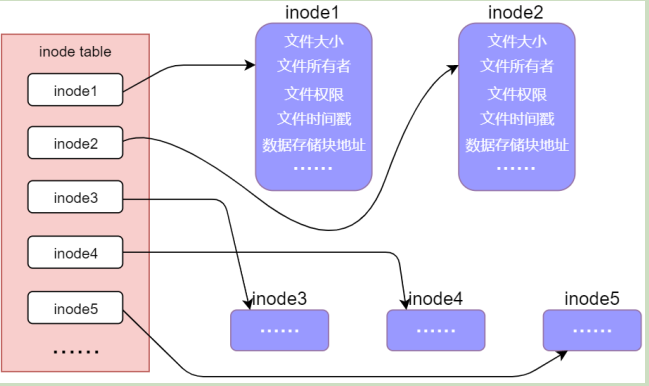 inode table
inode1
inode2
inode3
inode4
inode5
......
inode1
文件大小
文件所有者
文件权限
文件时间戳
数据存储块地址
......
inode2
文件大小
文件所有者
文件权限
文件时间戳
数据存储块地址
......
inode3
......
inode4
......
inode5
......